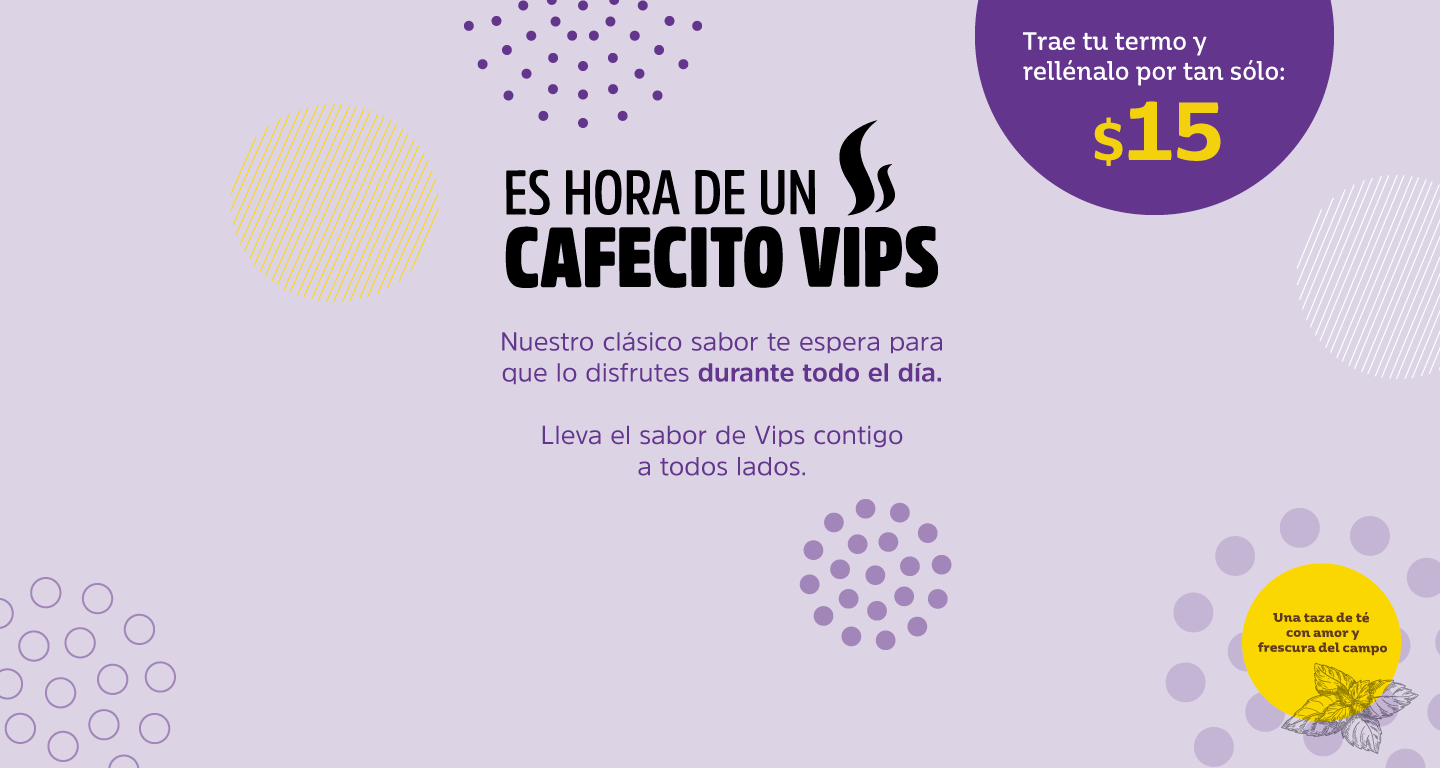 Trae tu termo y
rellénalo por tan sólo:
$15
ES HORA DE UN
CAFECITO VIPS
Nuestro clásico sabor te espera para
que lo disfrutes durante todo el día.
Lleva el sabor de Vips contigo
a todos lados.
Una taza de té
con amor y
frescura del campo